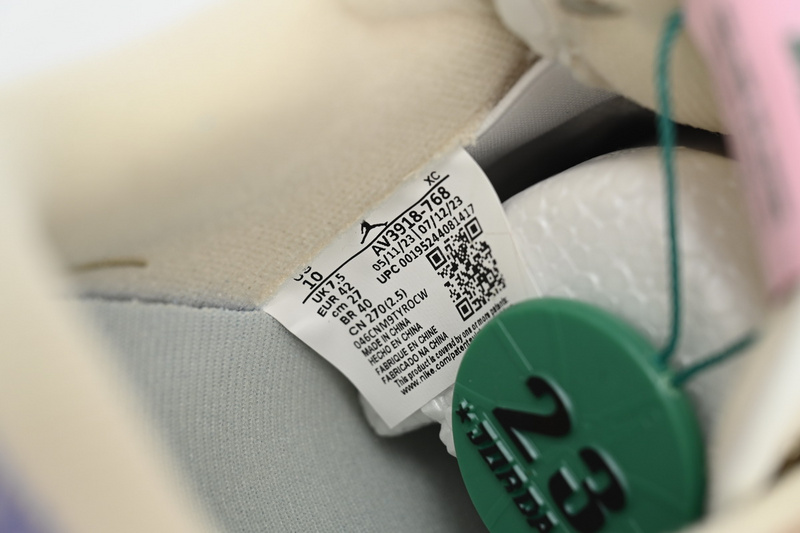 XC
AV3918-768
05/11/23 07/12/23
UPC 00195244081417
US
10
UK 7.5
EUR 42
cm 27
BR 40
CN 270(2.5)
046CNM9TYR0CW
MADE IN CHINA
HECHO EN CHINA
FABRIQUE EN CHINE
FABRICADO NA CHINA
This product is covered by one or more patents
www.nike.com/patents
23